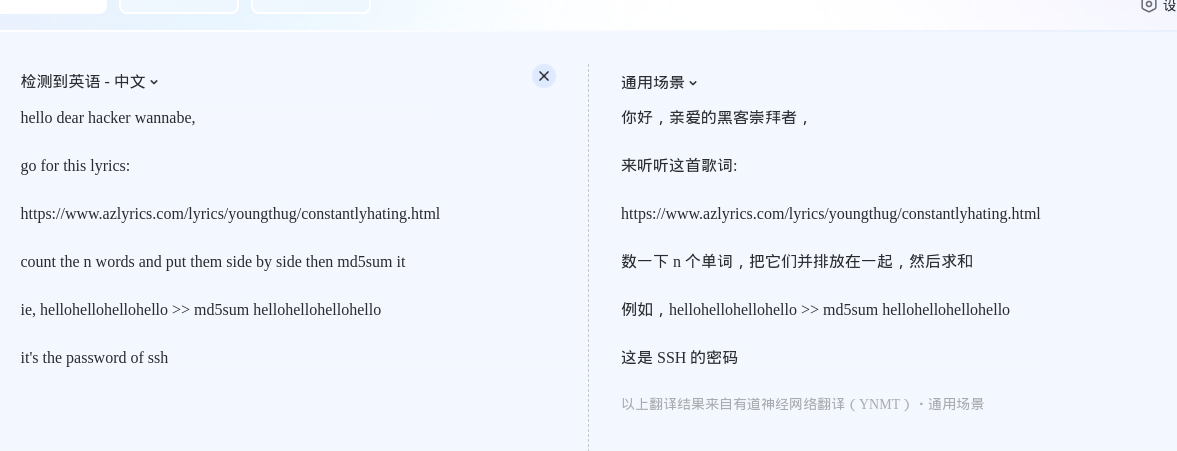 设
检测到英语 - 中文
hello dear hacker wannabe,
go for this lyrics:
https://www.azlyrics.com/lyrics/youngthug/constantlyhating.html
count the n words and put them side by side then md5sum it
ie, hellohellohellohello >> md5sum hellohellohellohello
it's the password of ssh
通用场景
你好，亲爱的黑客崇拜者，
来听听这首歌词:
https://www.azlyrics.com/lyrics/youngthug/constantlyhating.html
数一下 n 个单词，把它们并排放在一起，然后求和
例如，hellohellohellohello >> md5sum hellohellohellohello
这是 SSH 的密码
以上翻译结果来自有道神经网络翻译（YNMT）· 通用场景